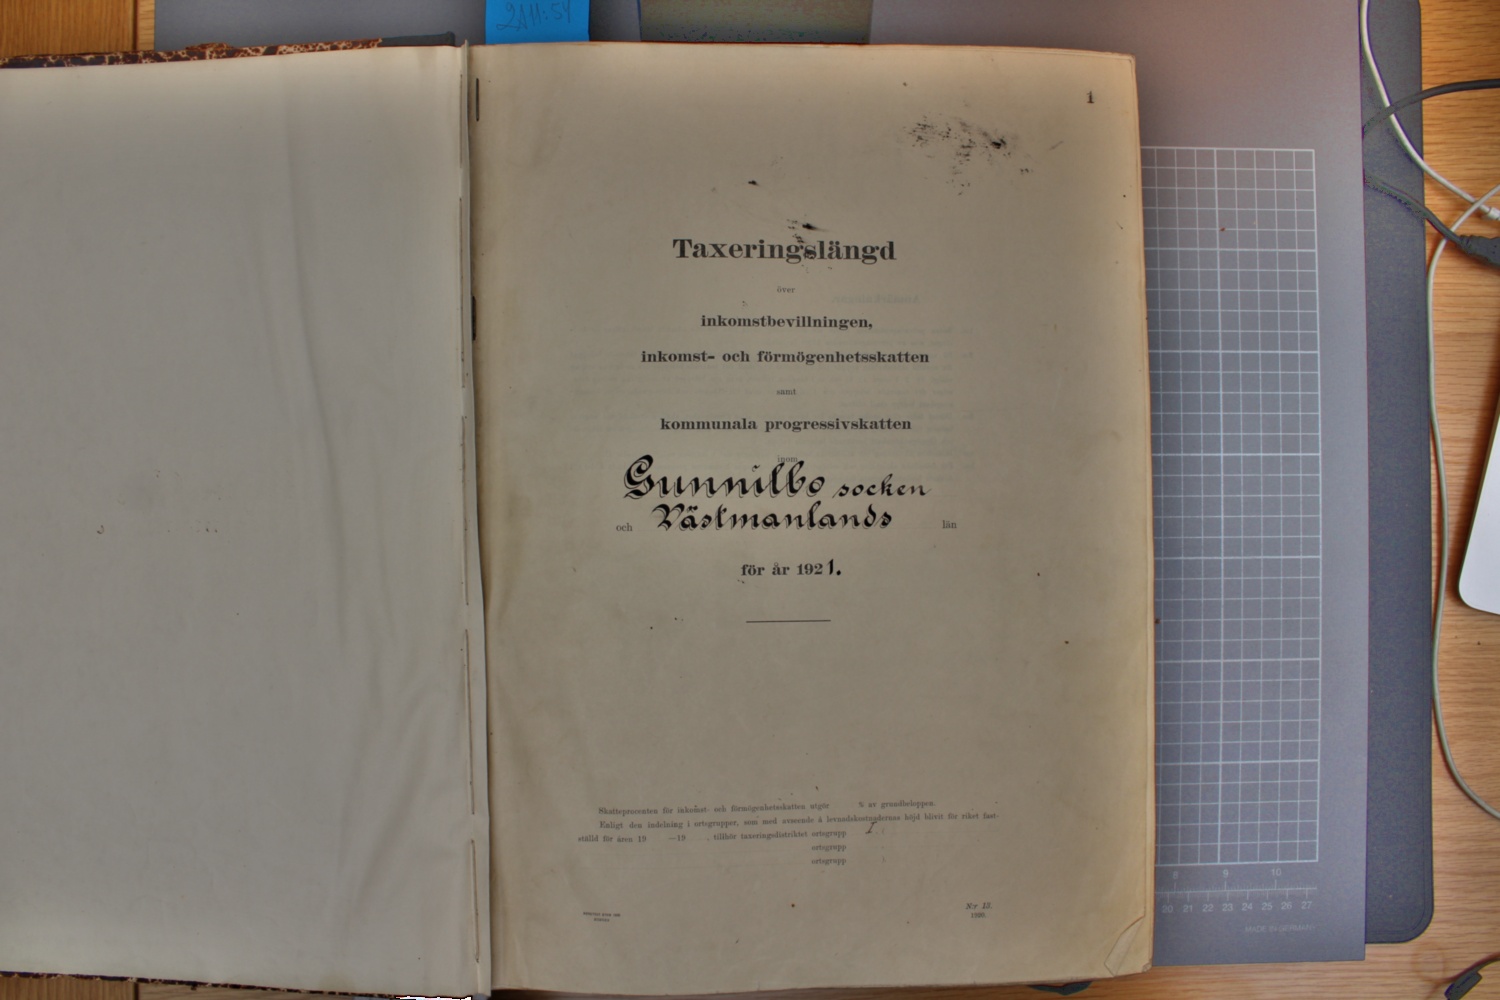 2A11:54
1
Taxeringslängd
över
inkomstbevillningen,
inkomst- och förmögenhetsskatten
samt
kommunala progressivskatten
inom
Gunnilbo socken
och Västmanlands län
för år 1921.
Skatteprocenten för inkomst- och förmögenhetsskatten utgör % av grundbeloppen.
Enligt den indelning i ortsgrupper, som med avseende å levnadskostnadernas höjd blivit för riket fast-
ställd för åren 19 —19 tillhör taxeringsdistriktet ortsgrupp I.
ortsgrupp
ortsgrupp
N:r 13.
1920.
8 9 10
20 21 22 23 24 25 26 27
MADE IN GERMANY